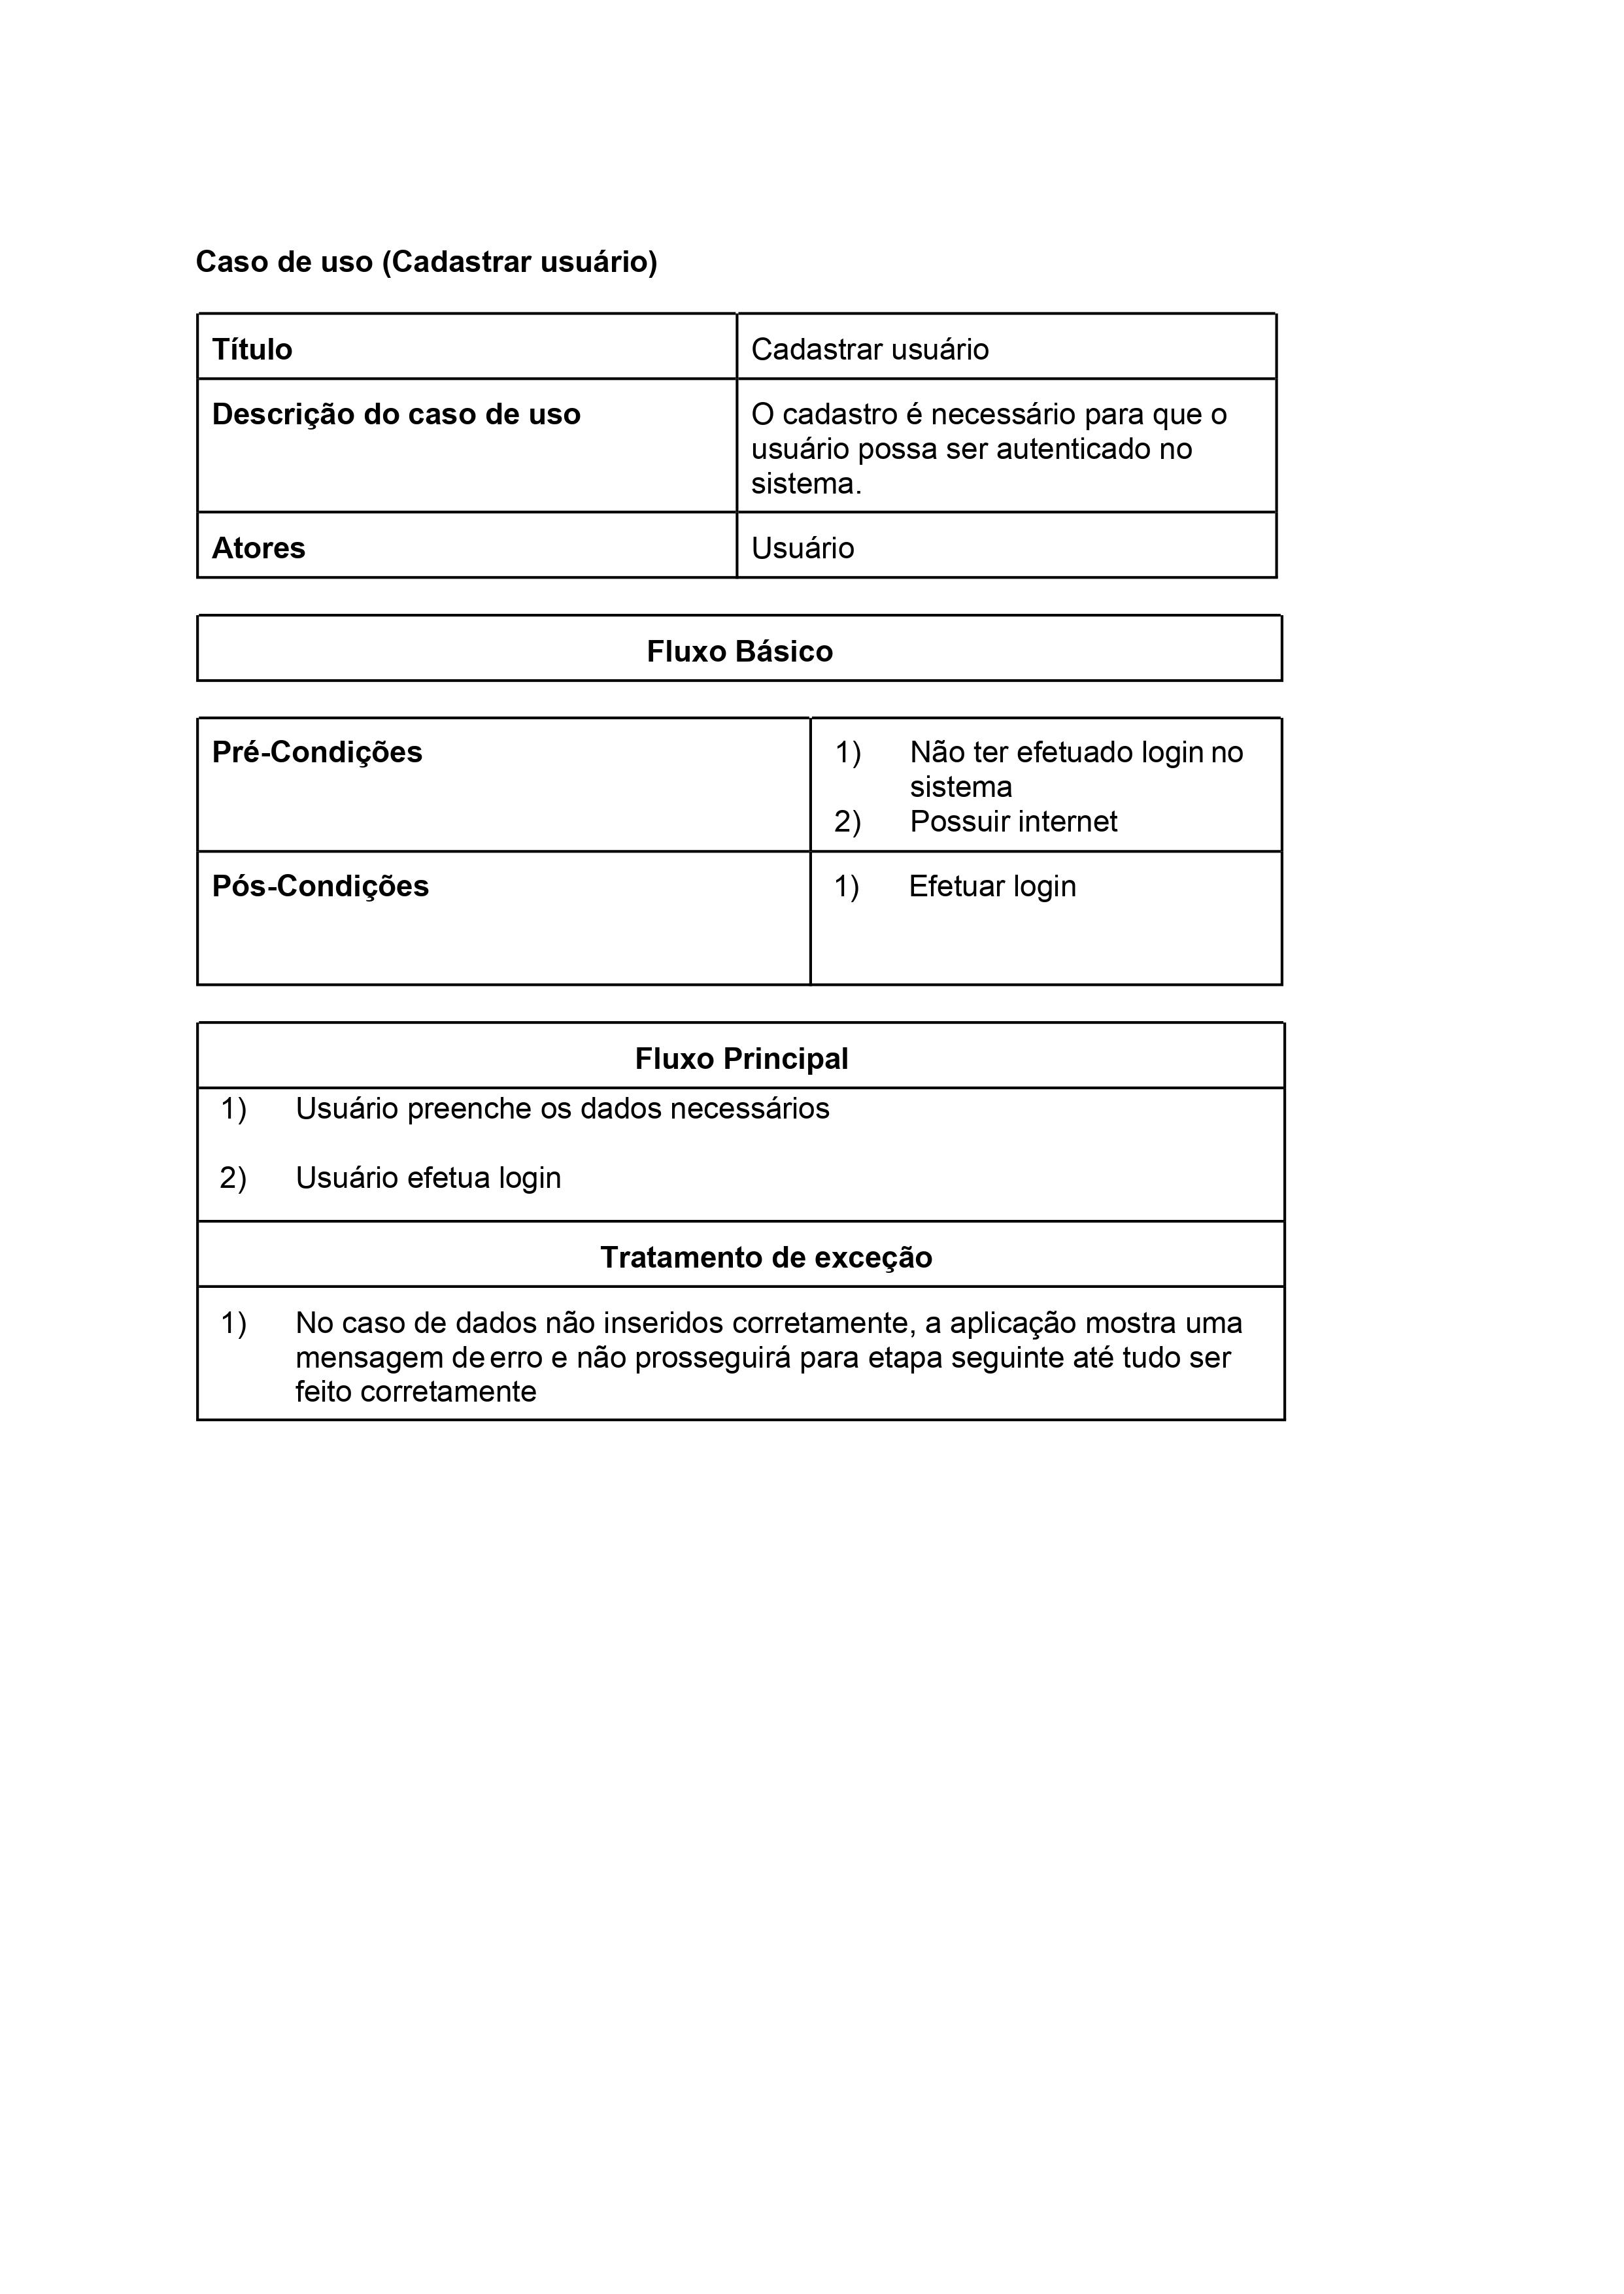 Caso de uso (Cadastrar usuário)
Título
Cadastrar usuário
Descrição do caso de uso
O cadastro é necessário para que o
usuário possa ser autenticado no
sistema.
Atores
Usuário
Fluxo Básico
Pré-Condições
1) Não ter efetuado login no
sistema
2) Possuir internet
Pós-Condições
1) Efetuar login
Fluxo Principal
1) Usuário preenche os dados necessários
2) Usuário efetua login
Tratamento de exceção
1) No caso de dados não inseridos corretamente, a aplicação mostra uma
mensagem de erro e não prosseguirá para etapa seguinte até tudo ser
feito corretamente